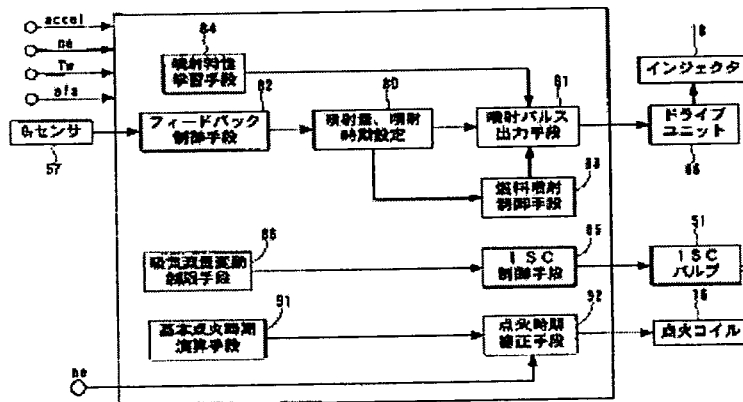 accel
ne
Tw
afs
O₂センサ
57
84
噴射特性
学習手段
82
フィードバック
制御手段
80
噴射量、噴射
時期設定
81
噴射パルス
出力手段
18
インジェクタ
ドライブ
ユニット
66
83
燃料噴射
制御手段
86
吸気流量変動
制限手段
85
ISC
制御手段
51
ISC
バルブ
91
基本点火時期
演算手段
92
点火時期
補正手段
16
点火コイル
ne